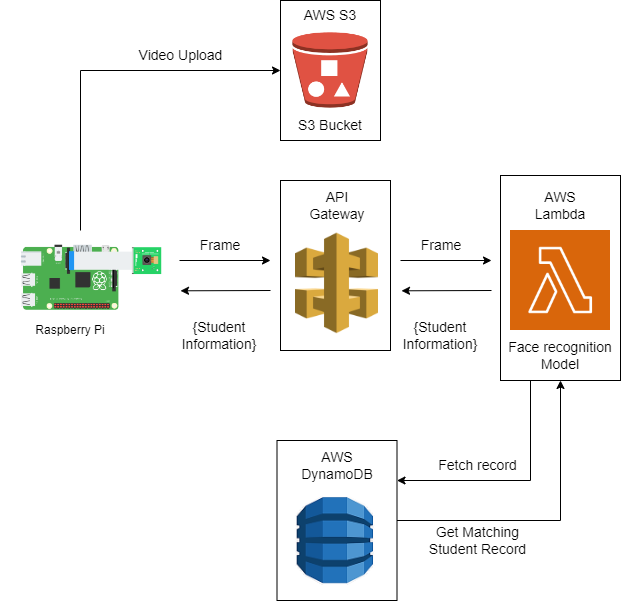 AWS S3
Video Upload
S3 Bucket
API
Gateway
AWS
Lambda
Frame
Frame
Raspberry Pi
{Student
Information}
{Student
Information}
Face recognition
Model
AWS
DynamoDB
Fetch record
Get Matching
Student Record